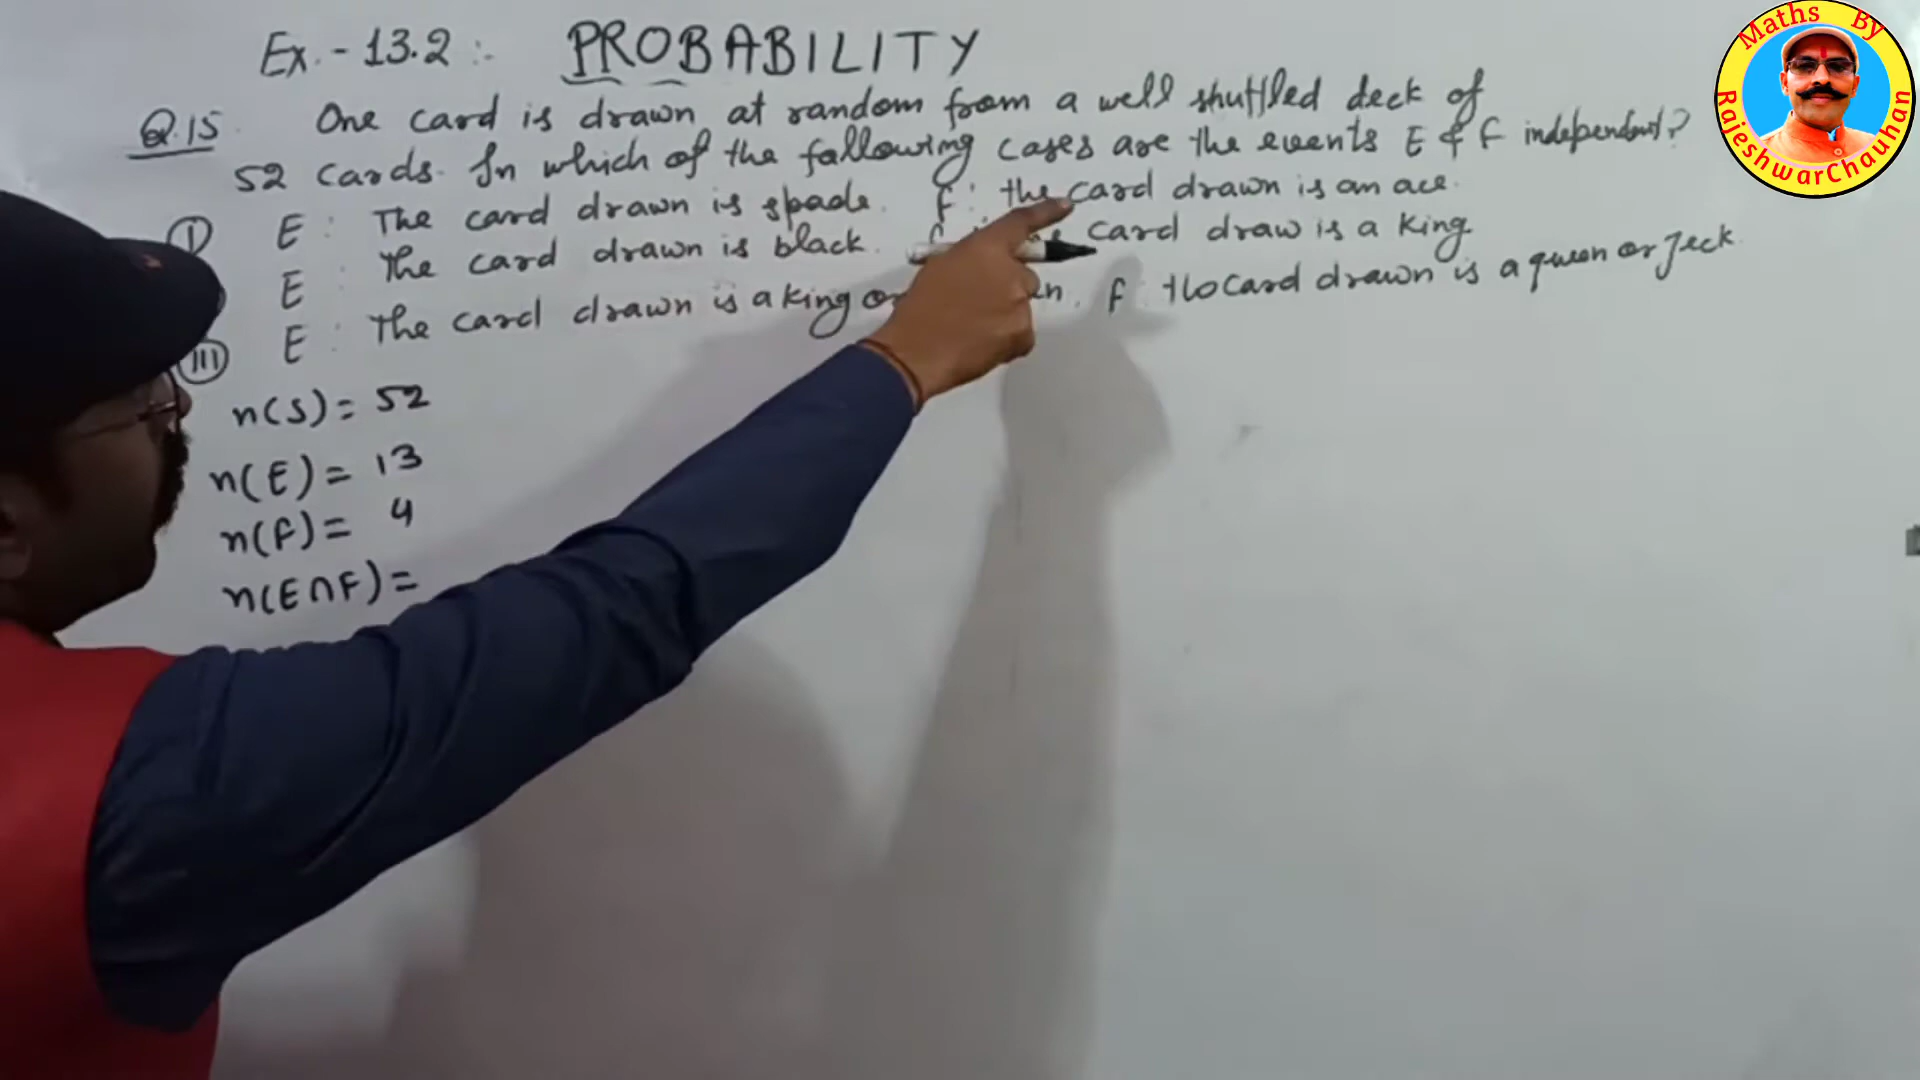 Ex. - 13.2 :- PROBABILITY
Q.15 One card is drawn at random from a well shuffled deck of
52 cards. In which of the following cases are the events E & F independent?
I E : The card drawn is spade. F : the card drawn is an ace.
E : The card drawn is black. card draw is a king
III E : The card drawn is a king or F : card drawn is a queen or Jeck.
n(S) = 52
n(E) = 13
n(F) = 4
n(E∩F) =
Maths By
RajeshwarChauhan